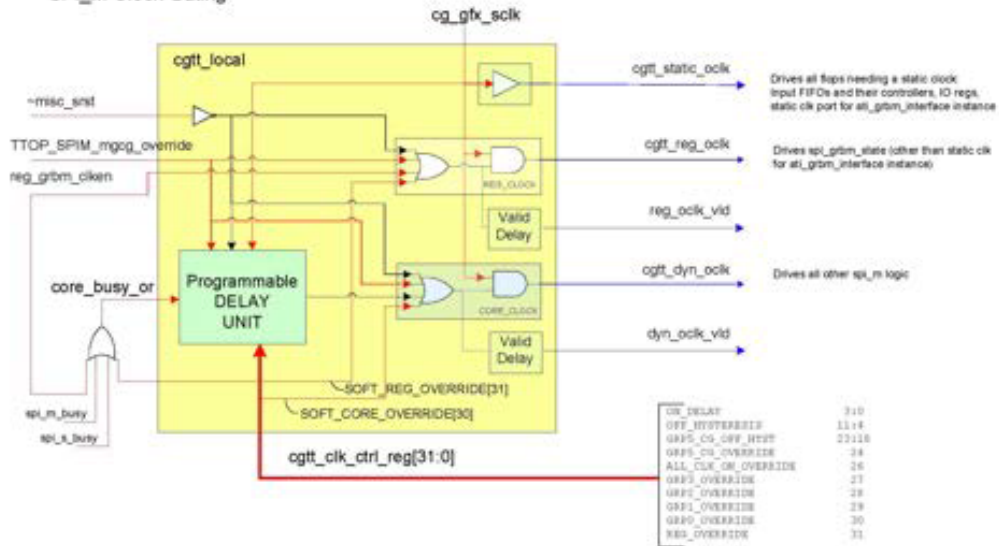 cg_gfx_sclk
cgtt_local
cgtt_static_oclk
Drives all flops needing a static clock
Input FIFOs and their controllers, IO regs,
static clk port for ati_grbm_interface instance
~misc_srst
TTOP_SPIM_mgcg_override
cgtt_reg_oclk
Drives spi_grbm_state (other than static clk
for ati_grbm_interface instance)
reg_grbm_clken
REG_CLOCK
reg_oclk_vld
Valid
Delay
cgtt_dyn_oclk
Drives all other spi_m logic
core_busy_or
Programmable
DELAY
UNIT
CORE_CLOCK
dyn_oclk_vld
Valid
Delay
SOFT_REG_OVERRIDE[31]
spi_m_busy
SOFT_CORE_OVERRIDE[30]
spi_s_busy
cgtt_clk_ctrl_reg[31:0]
ON_DELAY 3:0
OFF_HYSTERESIS 11:4
GRP5_CG_OFF_HYST 23:18
GRP5_CG_OVERRIDE 24
ALL_CLK_ON_OVERRIDE 26
GRP3_OVERRIDE 27
GRP2_OVERRIDE 28
GRP1_OVERRIDE 29
GRP0_OVERRIDE 30
REG_OVERRIDE 31